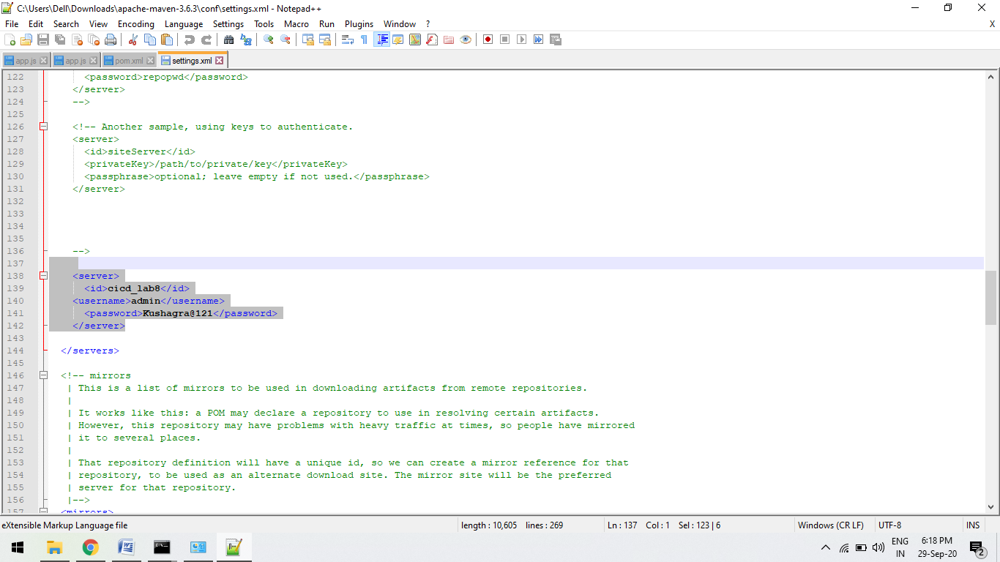 C:\Users\Dell\Downloads\apache-maven-3.6.3\conf\settings.xml - Notepad++
File Edit Search View Encoding Language Settings Tools Macro Run Plugins Window ? X
app.js app.js pom.xml settings.xml
122 <password>repopwd</password>
123 </server>
124 -->
125
126 <!-- Another sample, using keys to authenticate.
127 <server>
128 <id>siteServer</id>
129 <privateKey>/path/to/private/key</privateKey>
130 <passphrase>optional; leave empty if not used.</passphrase>
131 </server>
132
133
134
135
136 -->
137
138 <server>
139 <id>cicd_lab8</id>
140 <username>admin</username>
141 <password>Kushagra@121</password>
142 </server>
143
144 </servers>
145
146 <!-- mirrors
147 | This is a list of mirrors to be used in downloading artifacts from remote repositories.
148 |
149 | It works like this: a POM may declare a repository to use in resolving certain artifacts.
150 | However, this repository may have problems with heavy traffic at times, so people have mirrored
151 | it to several places.
152 |
153 | That repository definition will have a unique id, so we can create a mirror reference for that
154 | repository, to be used as an alternate download site. The mirror site will be the preferred
155 | server for that repository.
156 |-->
157 <mirrors>
eXtensible Markup Language file length : 10,605 lines : 269 Ln : 137 Col : 1 Sel : 123 | 6 Windows (CR LF) UTF-8 INS
ENG 6:18 PM
IN 29-Sep-20 2